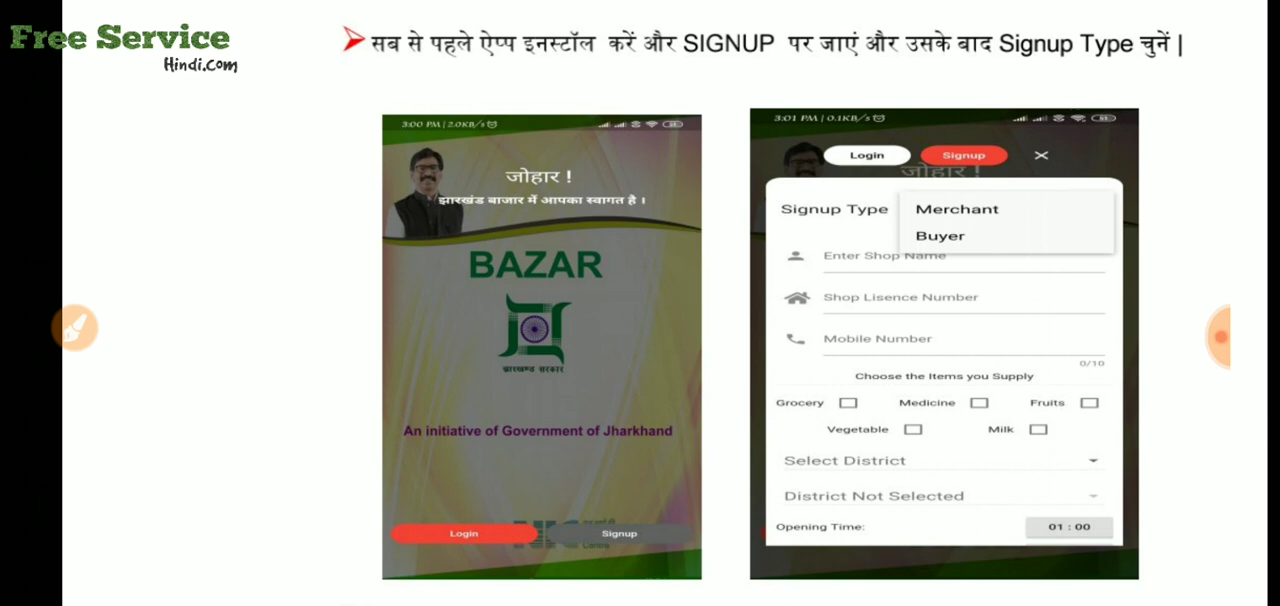 Free Service
Hindi.com
सब से पहले ऐप्प इनस्टॉल करें और SIGNUP पर जाएं और उसके बाद Signup Type चुनें |
3:00 PM | 2.0KB/s
जोहार !
झारखंड बाजार में आपका स्वागत है ।
BAZAR
झारखण्ड सरकार
An initiative of Government of Jharkhand
Login
Signup
3:01 PM | 0.1KB/s
Login
Signup
जोहार !
Signup Type
Merchant
Buyer
Enter Shop Name
Shop Lisence Number
Mobile Number
0/10
Choose the Items you Supply
Grocery Medicine Fruits
Vegetable Milk
Select District
District Not Selected
Opening Time: 01 : 00